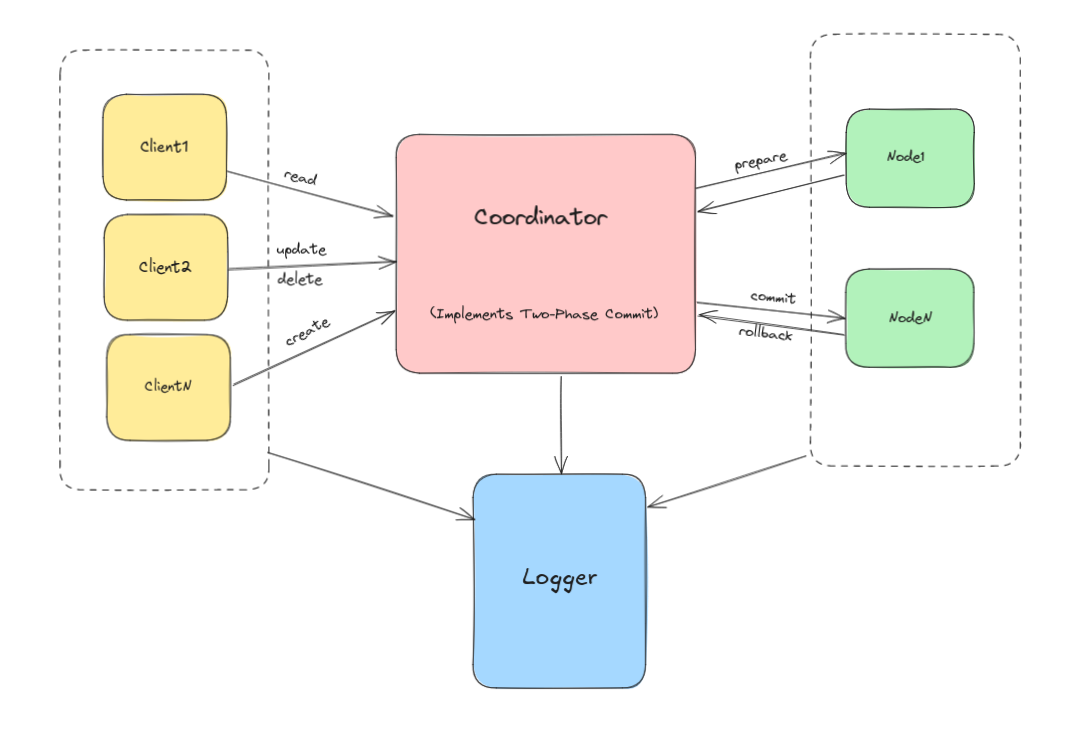 Client1
Client2
ClientN
read
update
delete
create
Coordinator
(Implements Two-Phase Commit)
prepare
commit
rollback
Node1
NodeN
Logger